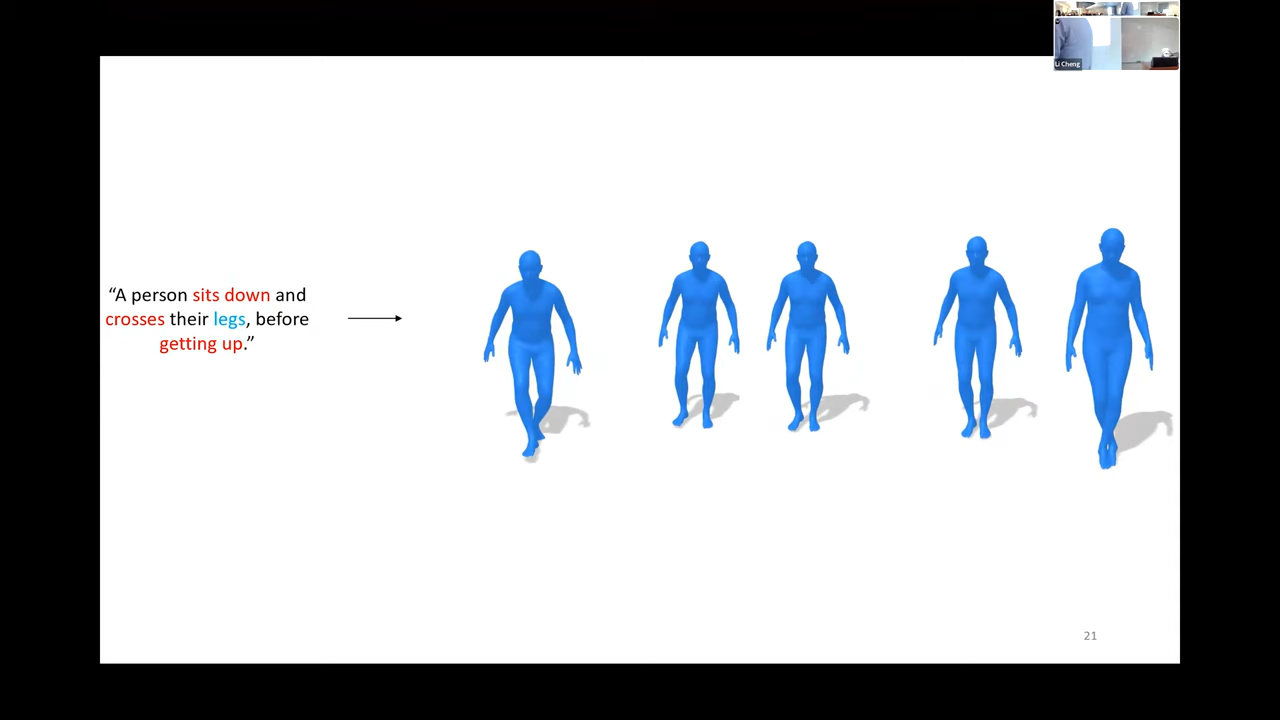 Li Cheng
“A person sits down and
crosses their legs, before
getting up.”
21